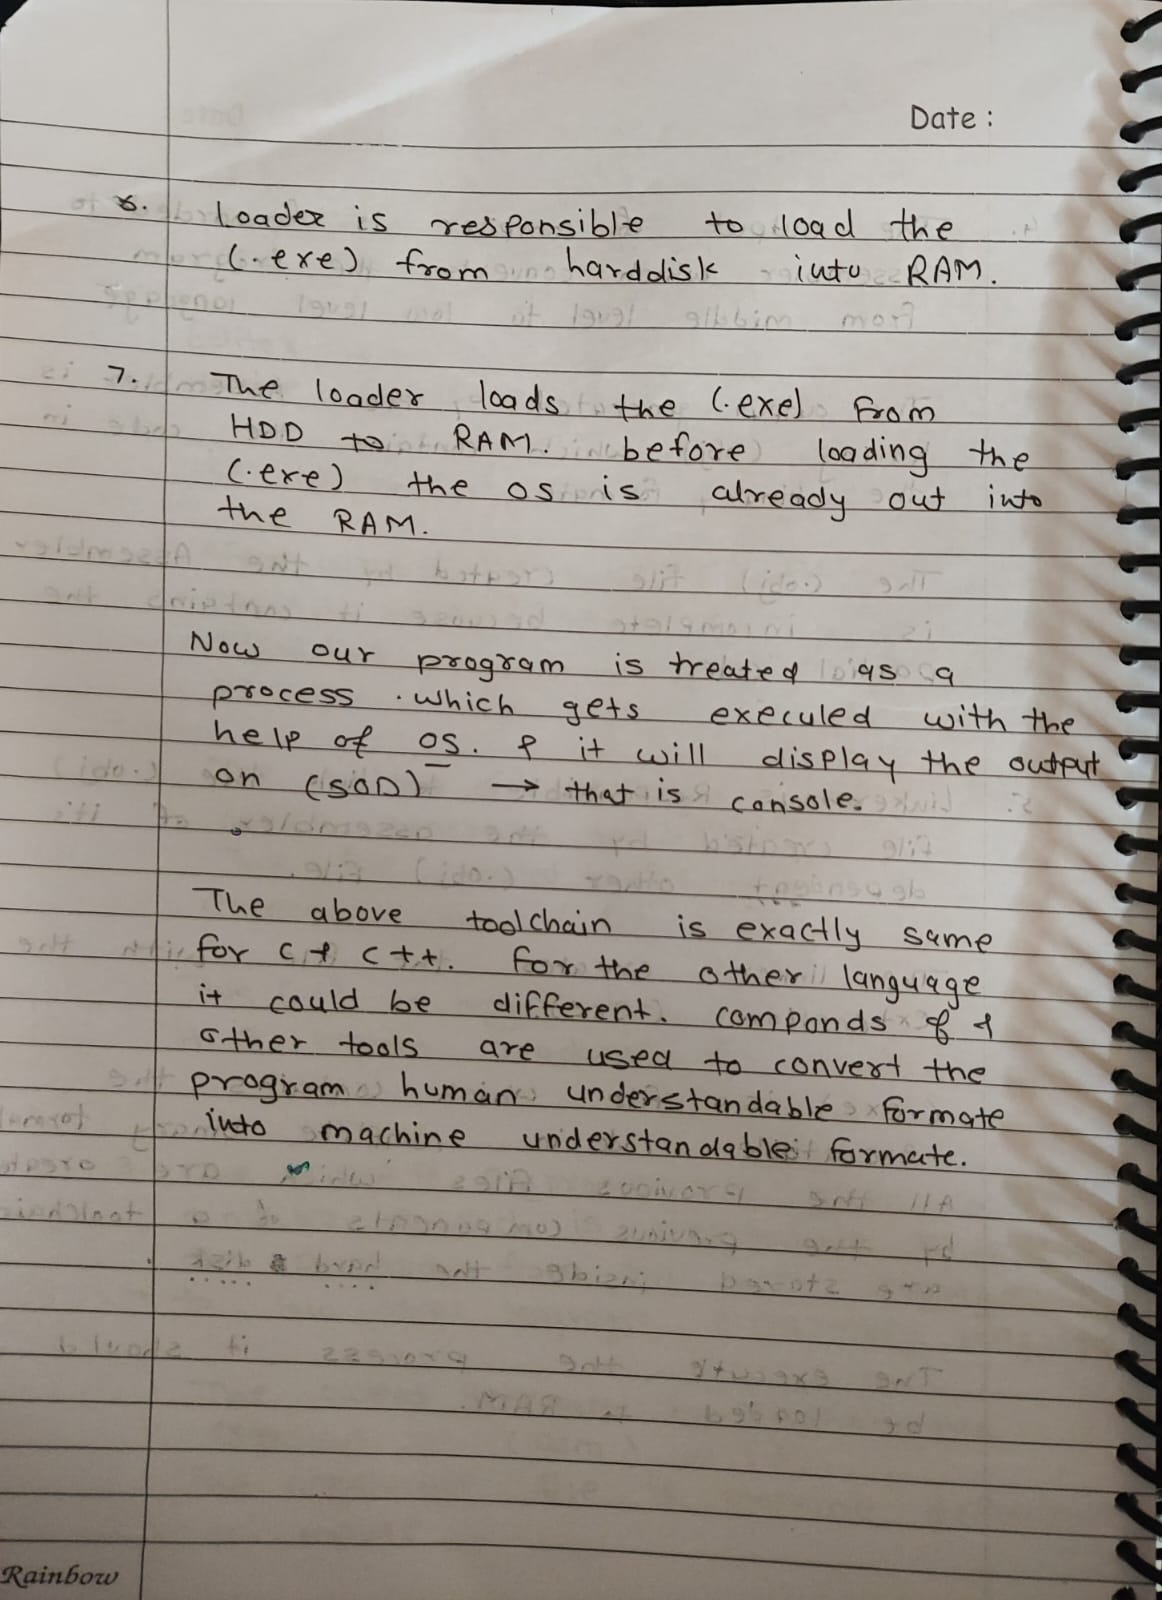 Date :
6. Loader is responsible to load the
(.exe) from harddisk into RAM.
7. The loader loads the (.exe) from
HDD to RAM. before loading the
(.exe) the OS is already out into
the RAM.
Now our program is treated as a
process . which gets execuled with the
help of OS. & it will display the output
on (SOD) → that is console.
The above toolchain is exactly same
for C & C++. For the other language
it could be different. componds of &
other tools are used to convert the
program human understandable formate
into machine understandable formate.
Rainbow